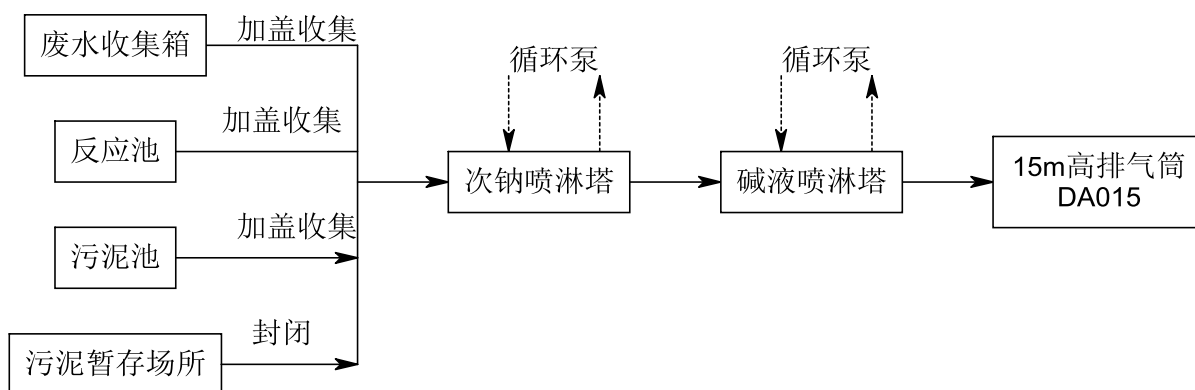 废水收集箱
加盖收集
反应池
加盖收集
污泥池
加盖收集
污泥暂存场所
封闭
循环泵
次钠喷淋塔
循环泵
碱液喷淋塔
15m高排气筒
DA015